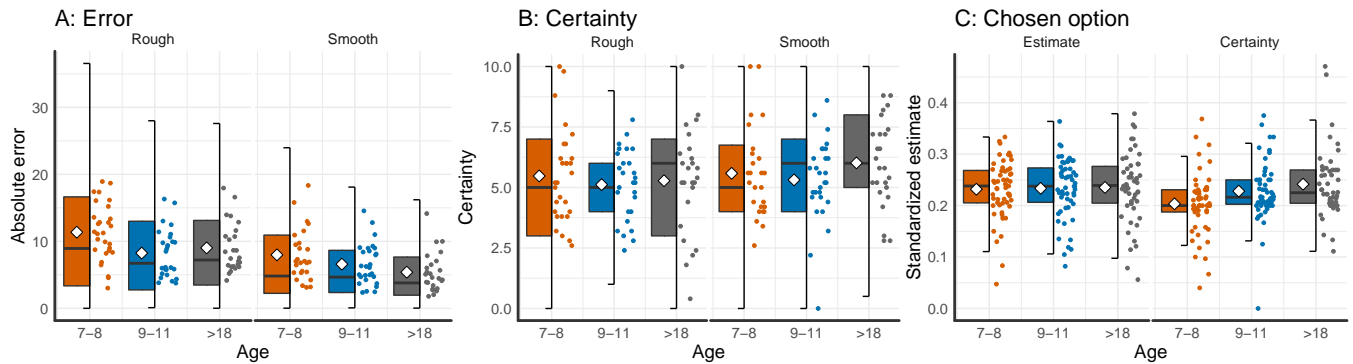 A: Error
Rough
Smooth
Absolute error
30
20
10
0
7–8
9–11
>18
7–8
9–11
>18
Age
B: Certainty
Rough
Smooth
Certainty
10.0
7.5
5.0
2.5
0.0
7–8
9–11
>18
7–8
9–11
>18
Age
C: Chosen option
Estimate
Certainty
Standardized estimate
0.4
0.3
0.2
0.1
0.0
7–8
9–11
>18
7–8
9–11
>18
Age